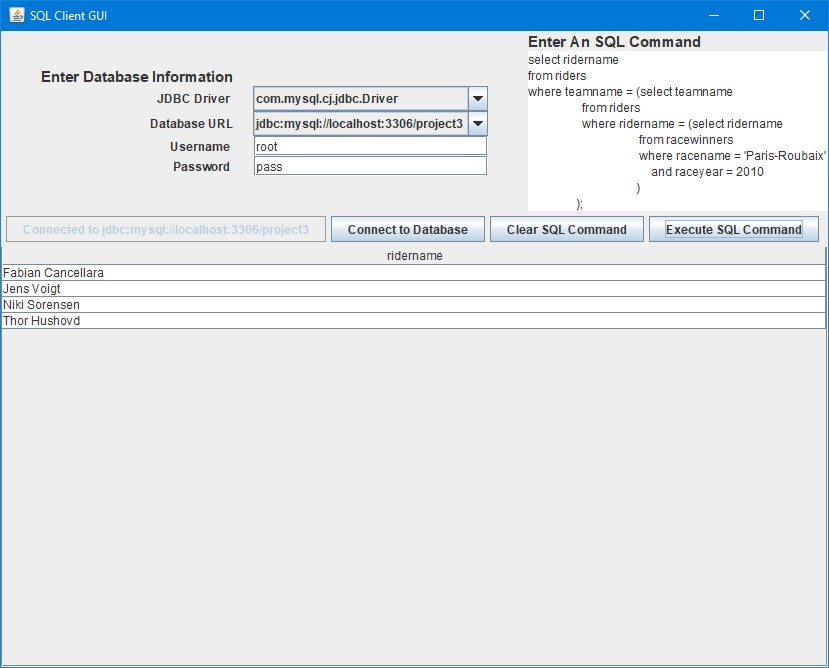 SQL Client GUI
Enter Database Information
JDBC Driver com.mysql.cj.jdbc.Driver
Database URL jdbc:mysql://localhost:3306/project3
Username root
Password pass
Enter An SQL Command
select ridername
from riders
where teamname = (select teamname
from riders
where ridername = (select ridername
from racewinners
where racename = 'Paris-Roubaix'
and raceyear = 2010
)
);
Connected to jdbc:mysql://localhost:3306/project3 Connect to Database Clear SQL Command Execute SQL Command
ridername
Fabian Cancellara
Jens Voigt
Niki Sorensen
Thor Hushovd